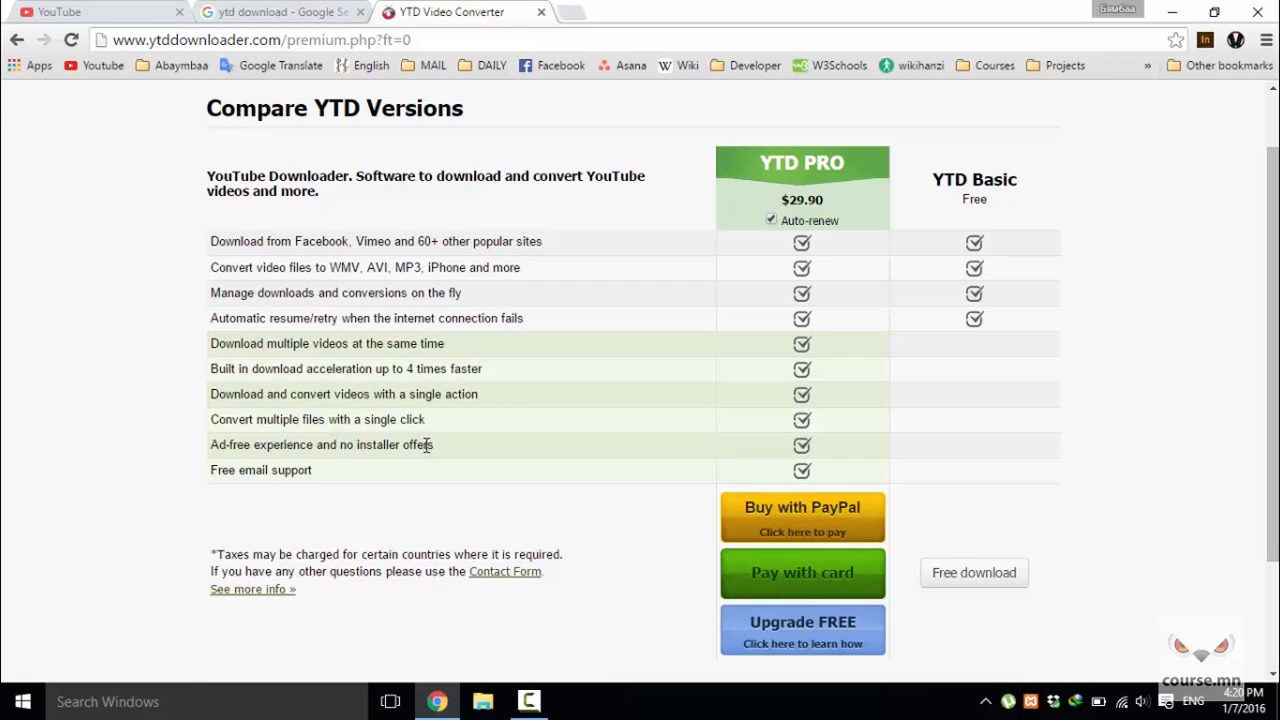 YouTube
ytd download - Google Se
YTD Video Converter
Бямбаа
www.ytddownloader.com/premium.php?ft=0
Apps
Youtube
Abaymbaa
Google Translate
English
MAIL
DAILY
Facebook
Asana
Wiki
Developer
W3Schools
wikihanzi
Courses
Projects
»
Other bookmarks
Compare YTD Versions
YouTube Downloader. Software to download and convert YouTube
videos and more.
YTD PRO
$29.90
Auto-renew
YTD Basic
Free
Download from Facebook, Vimeo and 60+ other popular sites
Convert video files to WMV, AVI, MP3, iPhone and more
Manage downloads and conversions on the fly
Automatic resume/retry when the internet connection fails
Download multiple videos at the same time
Built in download acceleration up to 4 times faster
Download and convert videos with a single action
Convert multiple files with a single click
Ad-free experience and no installer offers
Free email support
Buy with PayPal
Click here to pay
Pay with card
Upgrade FREE
Click here to learn how
Free download
*Taxes may be charged for certain countries where it is required.
If you have any other questions please use the Contact Form.
See more info »
course.mn
Search Windows
ENG
4:20 PM
1/7/2016